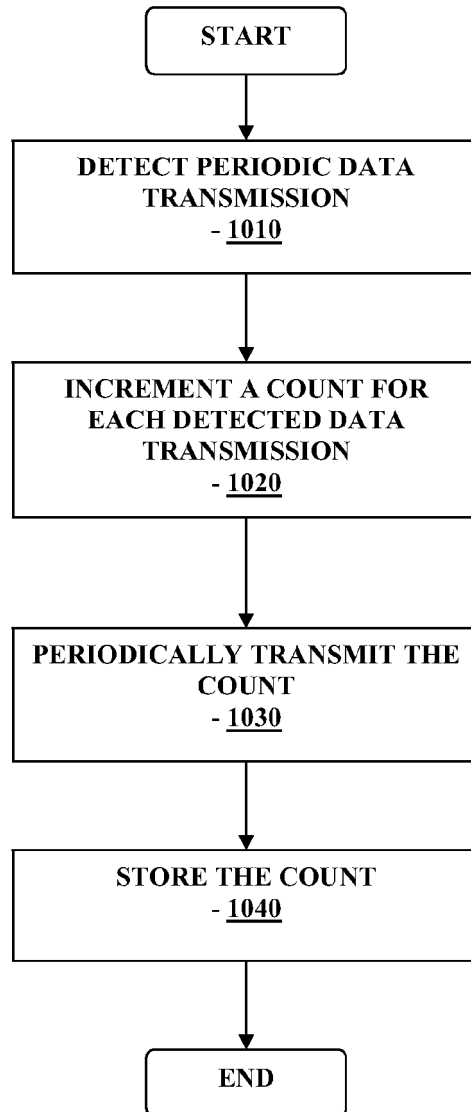 START
DETECT PERIODIC DATA
TRANSMISSION
- 1010
INCREMENT A COUNT FOR
EACH DETECTED DATA
TRANSMISSION
- 1020
PERIODICALLY TRANSMIT THE
COUNT
- 1030
STORE THE COUNT
- 1040
END